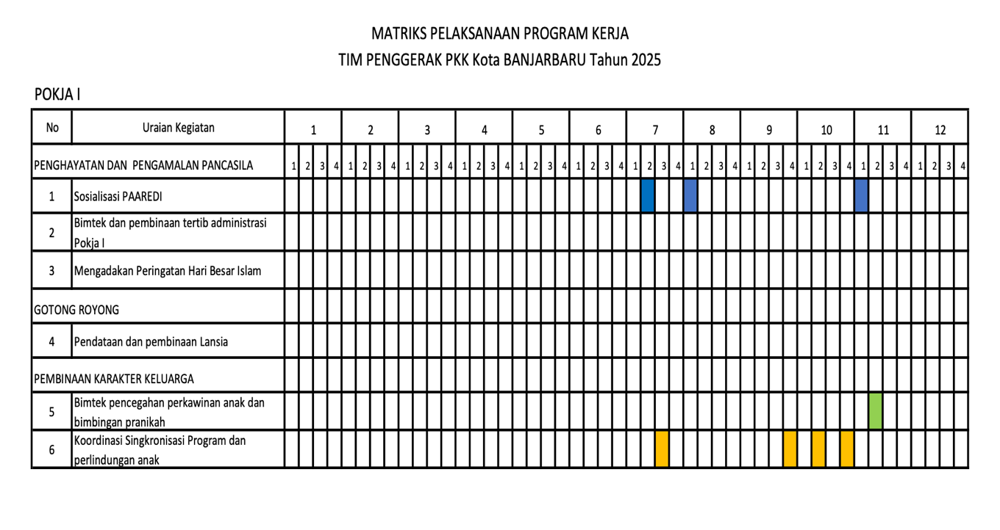 MATRIKS PELAKSANAAN PROGRAM KERJA
TIM PENGGERAK PKK Kota BANJARBARU Tahun 2025
POKJA I
No Uraian Kegiatan 1 2 3 4 5 6 7 8 9 10 11 12
PENGHAYATAN DAN PENGAMALAN PANCASILA 1 2 3 4 1 2 3 4 1 2 3 4 1 2 3 4 1 2 3 4 1 2 3 4 1 2 3 4 1 2 3 4 1 2 3 4 1 2 3 4 1 2 3 4 1 2 3 4
1 Sosialisasi PAAREDI
2 Bimtek dan pembinaan tertib administrasi
Pokja I
3 Mengadakan Peringatan Hari Besar Islam
GOTONG ROYONG
4 Pendataan dan pembinaan Lansia
PEMBINAAN KARAKTER KELUARGA
5 Bimtek pencegahan perkawinan anak dan
bimbingan pranikah
6 Koordinasi Singkronisasi Program dan
perlindungan anak